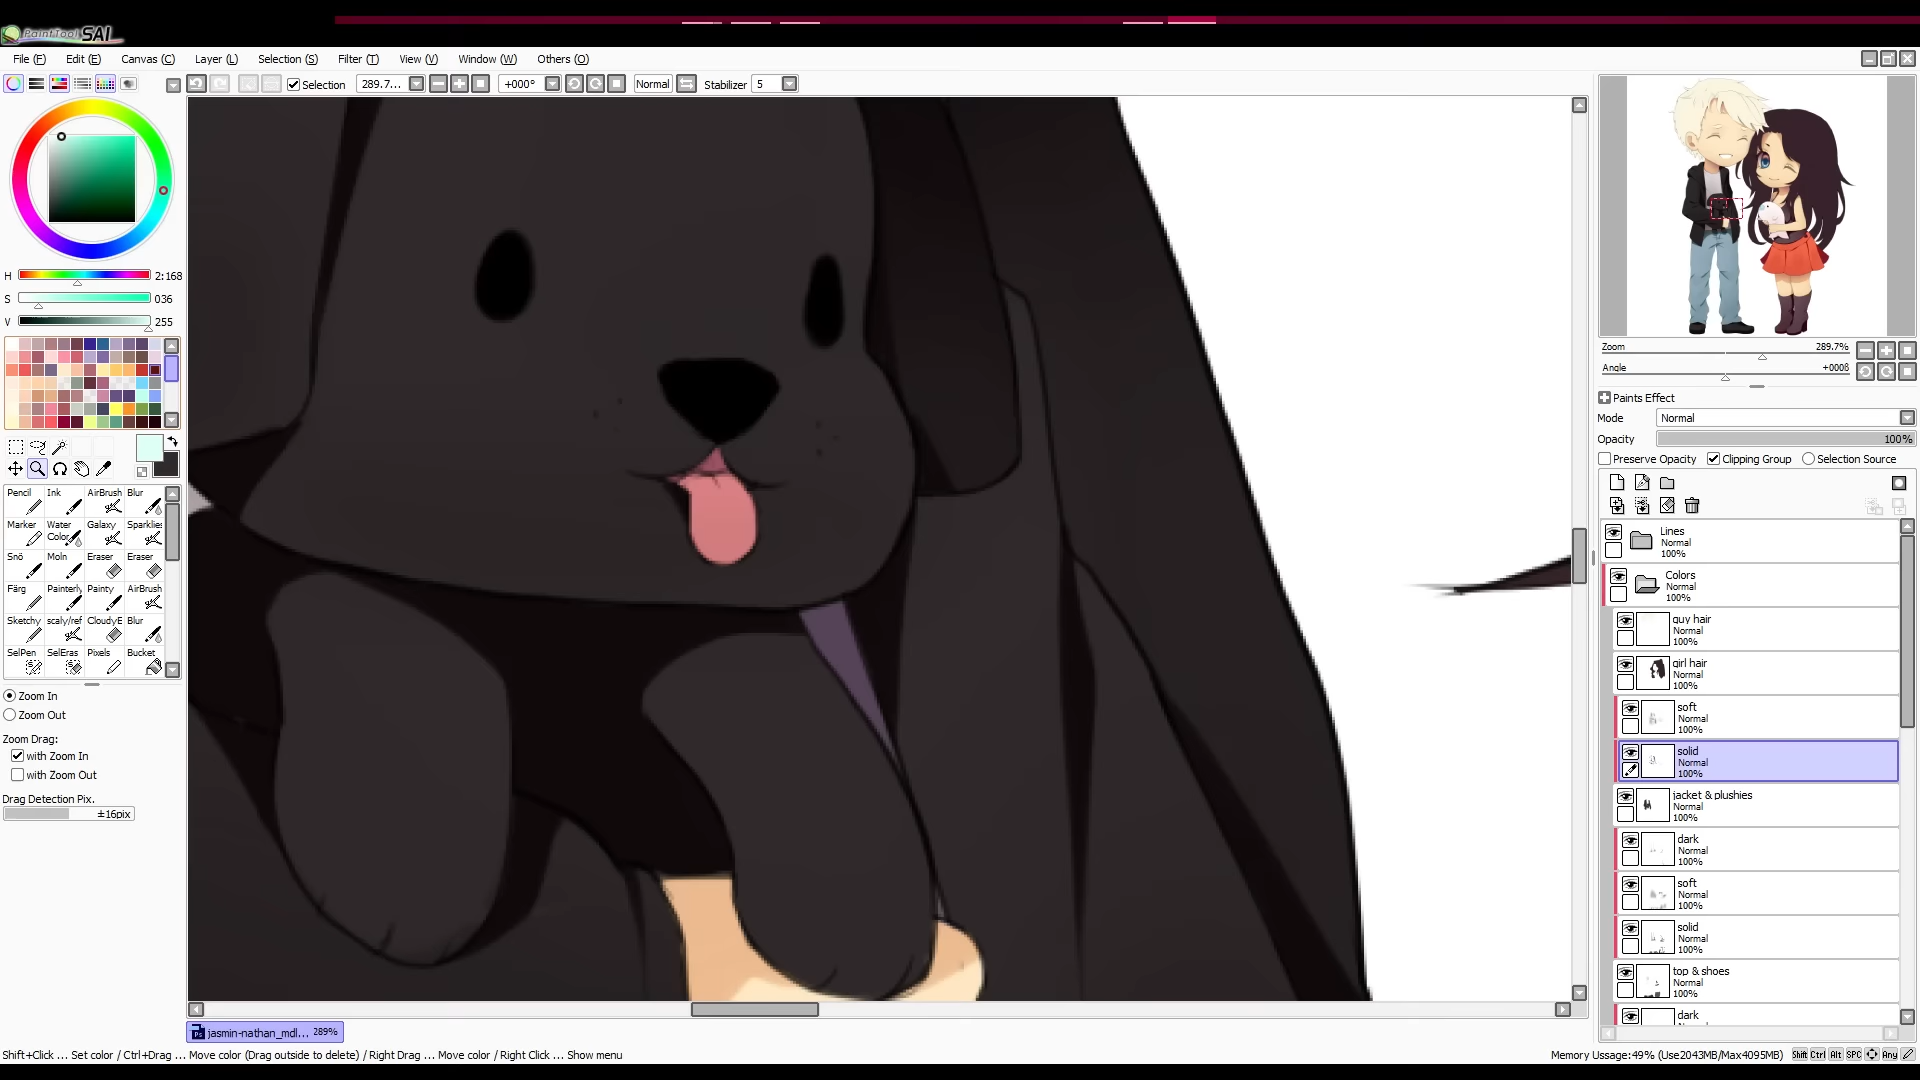 PaintTool SAI
File (F) Edit (E) Canvas (C) Layer (L) Selection (S) Filter (T) View (V) Window (W) Others (O)
Selection 289.7... +000° Normal Stabilizer 5
H 2:168
S 036
V 255
Pencil Ink AirBrush Blur
Marker Water Color Galaxy Sparkles
Snö Moln Eraser Eraser
Färg Painterly Painty AirBrush
Sketchy scaly/ref CloudyE Blur
SelPen SelEras Pixels Bucket
Zoom In
Zoom Out
Zoom Drag:
with Zoom In
with Zoom Out
Drag Detection Pix.
±16pix
Zoom 289.7%
Angle +000ß
Paints Effect
Mode Normal
Opacity 100%
Preserve Opacity Clipping Group Selection Source
Lines
Normal
100%
Colors
Normal
100%
guy hair
Normal
100%
girl hair
Normal
100%
soft
Normal
100%
solid
Normal
100%
jacket & plushies
Normal
100%
dark
Normal
100%
soft
Normal
100%
solid
Normal
100%
top & shoes
Normal
100%
dark
Normal
jasmin-nathan_mdl... 289%
Shift+Click ... Set color / Ctrl+Drag ... Move color (Drag outside to delete) / Right Drag ... Move color / Right Click ... Show menu
Memory Ussage:49% (Use2043MB/Max4095MB) Shift Ctrl Alt SPC Any